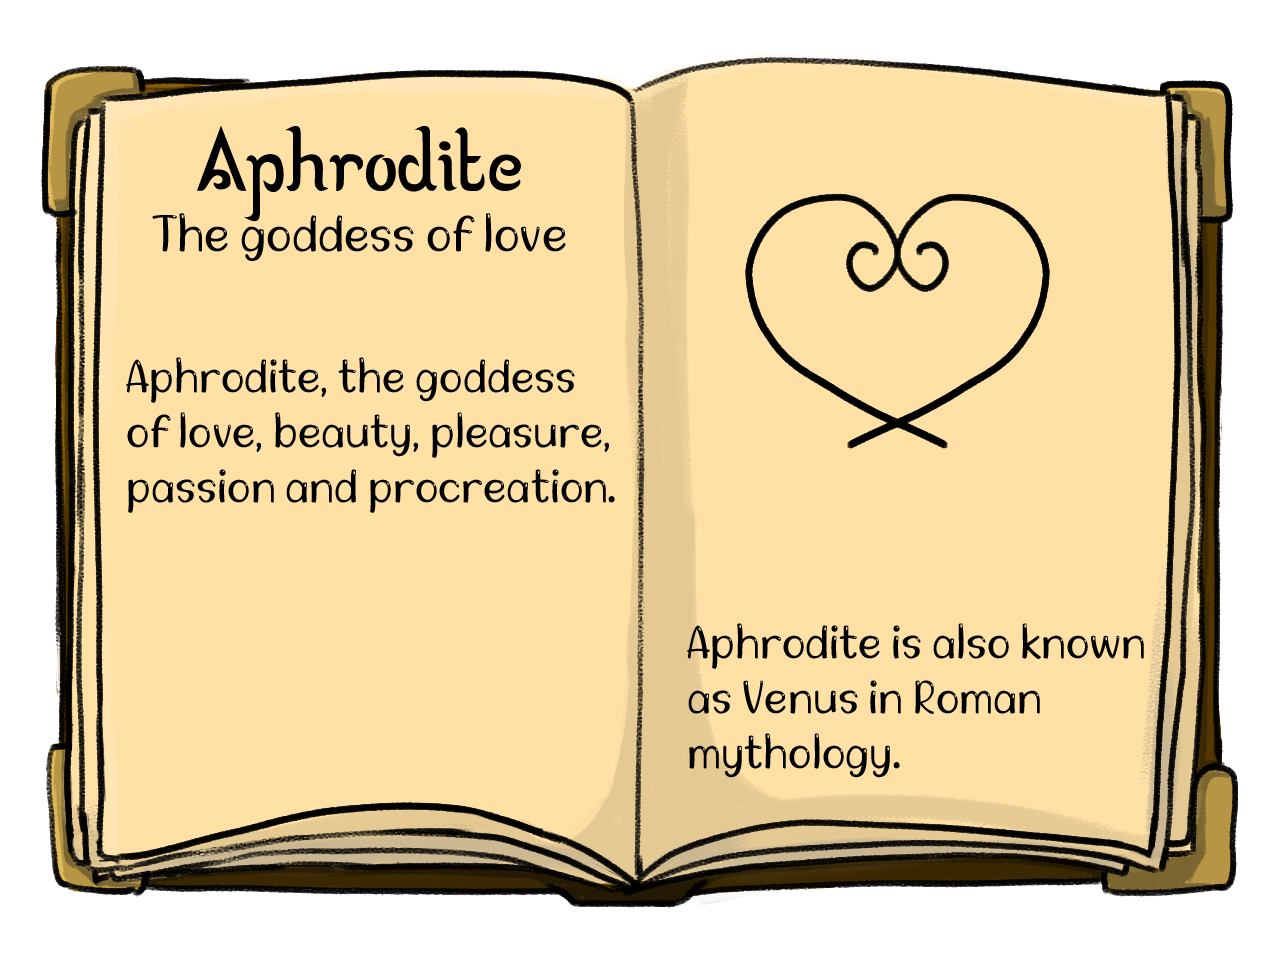 Aphrodite
The goddess of love
Aphrodite, the goddess
of love, beauty, pleasure,
passion and procreation.
Aphrodite is also known
as Venus in Roman
mythology.